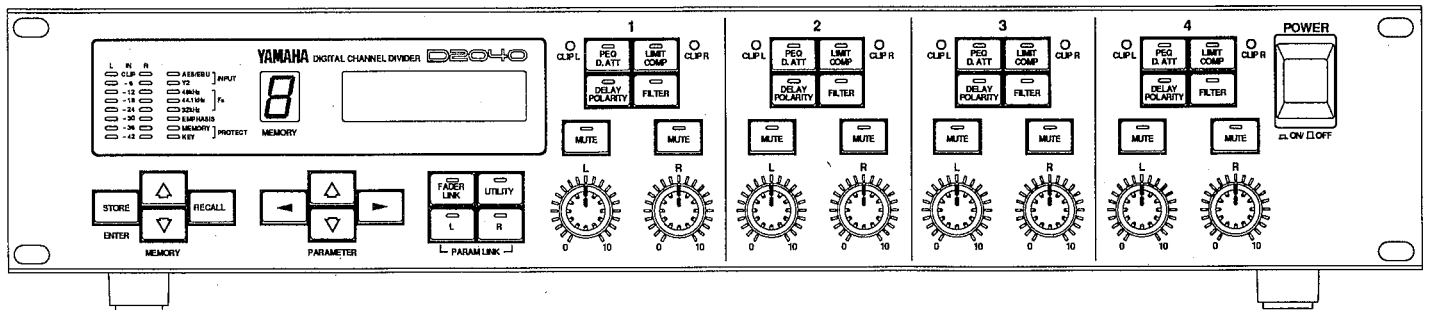 YAMAHA DIGITAL CHANNEL DIVIDER D2040
L IN R
CLIP
-6
-12
-18
-24
-30
-36
-42
AES/EBU
Y2
INPUT
48kHz
44.1kHz
32kHz
Fs
EMPHASIS
MEMORY
KEY
PROTECT
8
MEMORY
STORE
ENTER
RECALL
MEMORY
PARAMETER
FADER
LINK
UTILITY
L
R
PARAM LINK
1
CLIP L
PEQ
D. ATT
LIMIT
COMP
CLIP R
DELAY
POLARITY
FILTER
MUTE
MUTE
L
R
0 10
0 10
2
CLIP L
PEQ
D. ATT
LIMIT
COMP
CLIP R
DELAY
POLARITY
FILTER
MUTE
MUTE
L
R
0 10
0 10
3
CLIP L
PEQ
D. ATT
LIMIT
COMP
CLIP R
DELAY
POLARITY
FILTER
MUTE
MUTE
L
R
0 10
0 10
4
CLIP L
PEQ
D. ATT
LIMIT
COMP
CLIP R
DELAY
POLARITY
FILTER
MUTE
MUTE
L
R
0 10
0 10
POWER
ON/ OFF